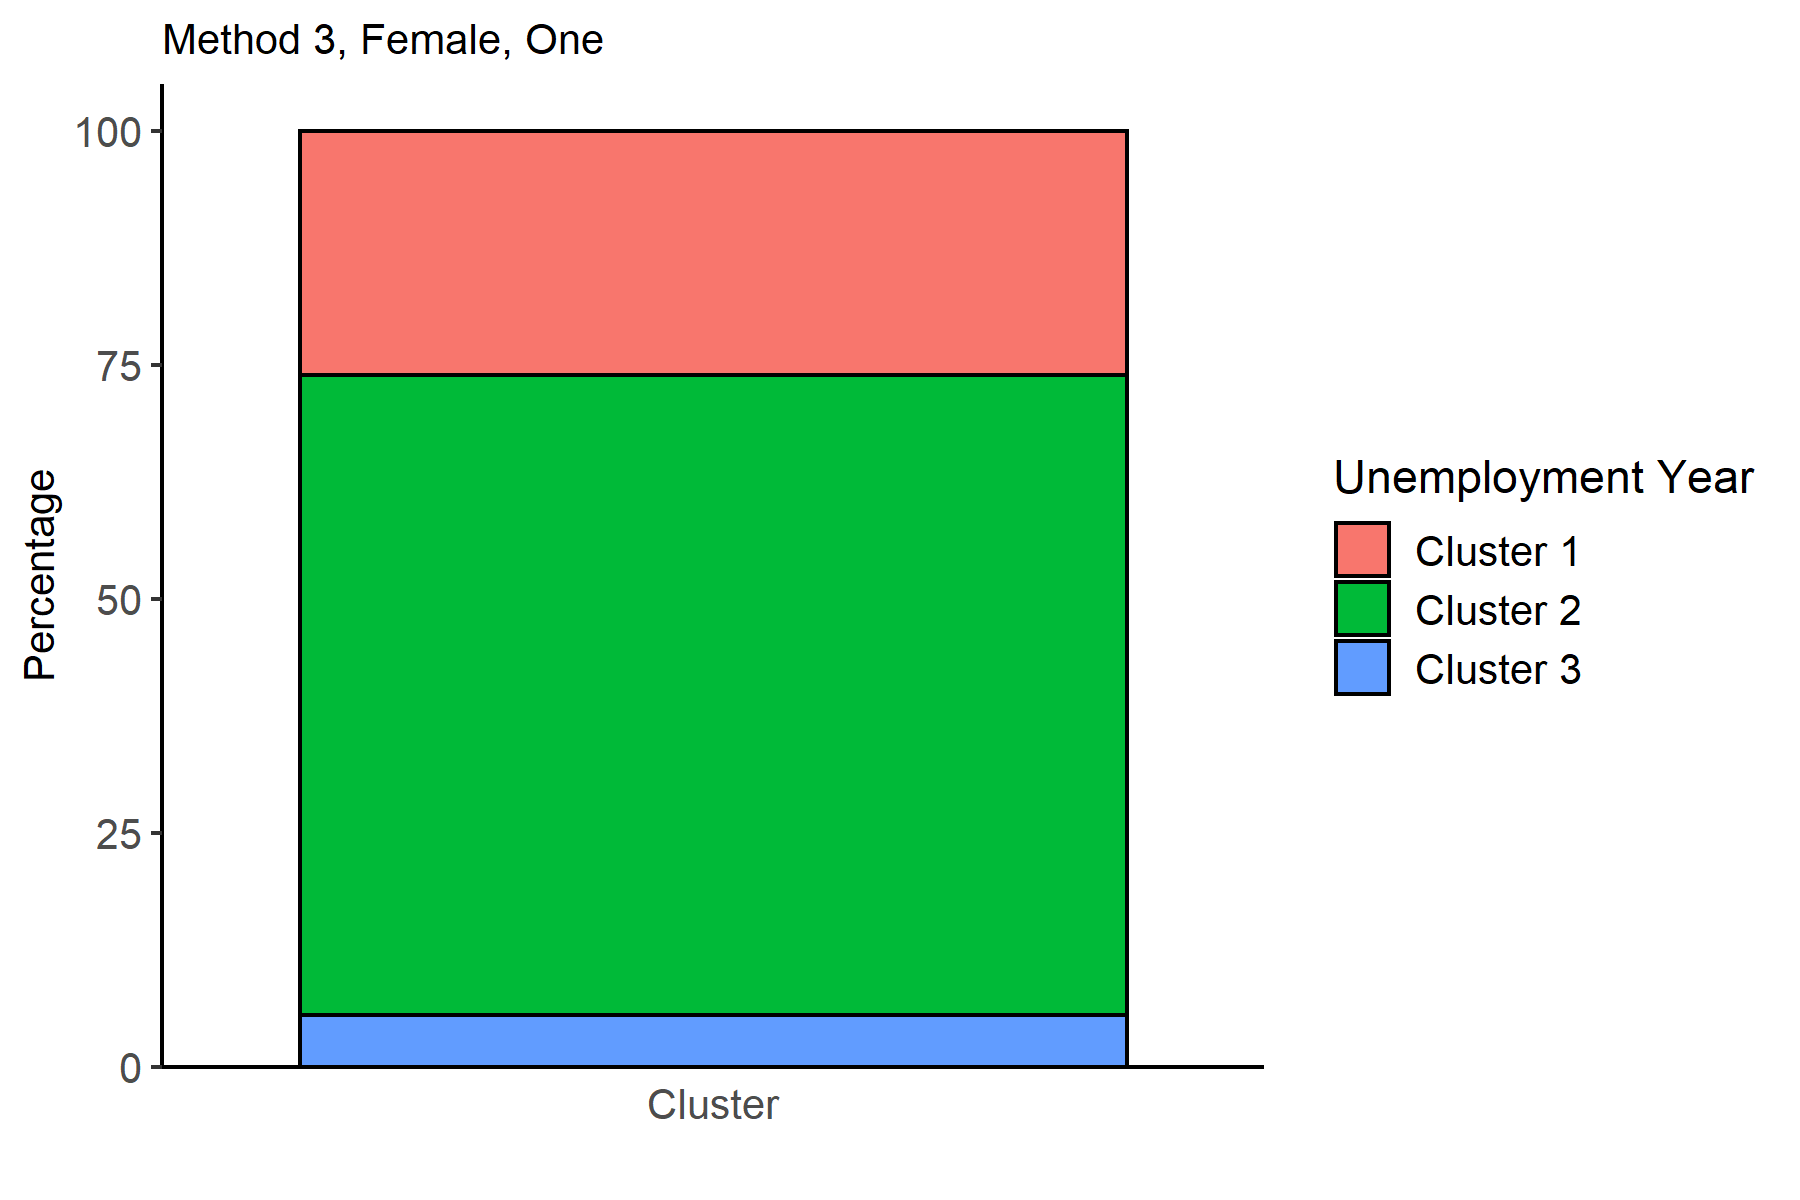 Method 3, Female, One
100
75
50
25
0
Percentage
Cluster
Unemployment Year
Cluster 1
Cluster 2
Cluster 3